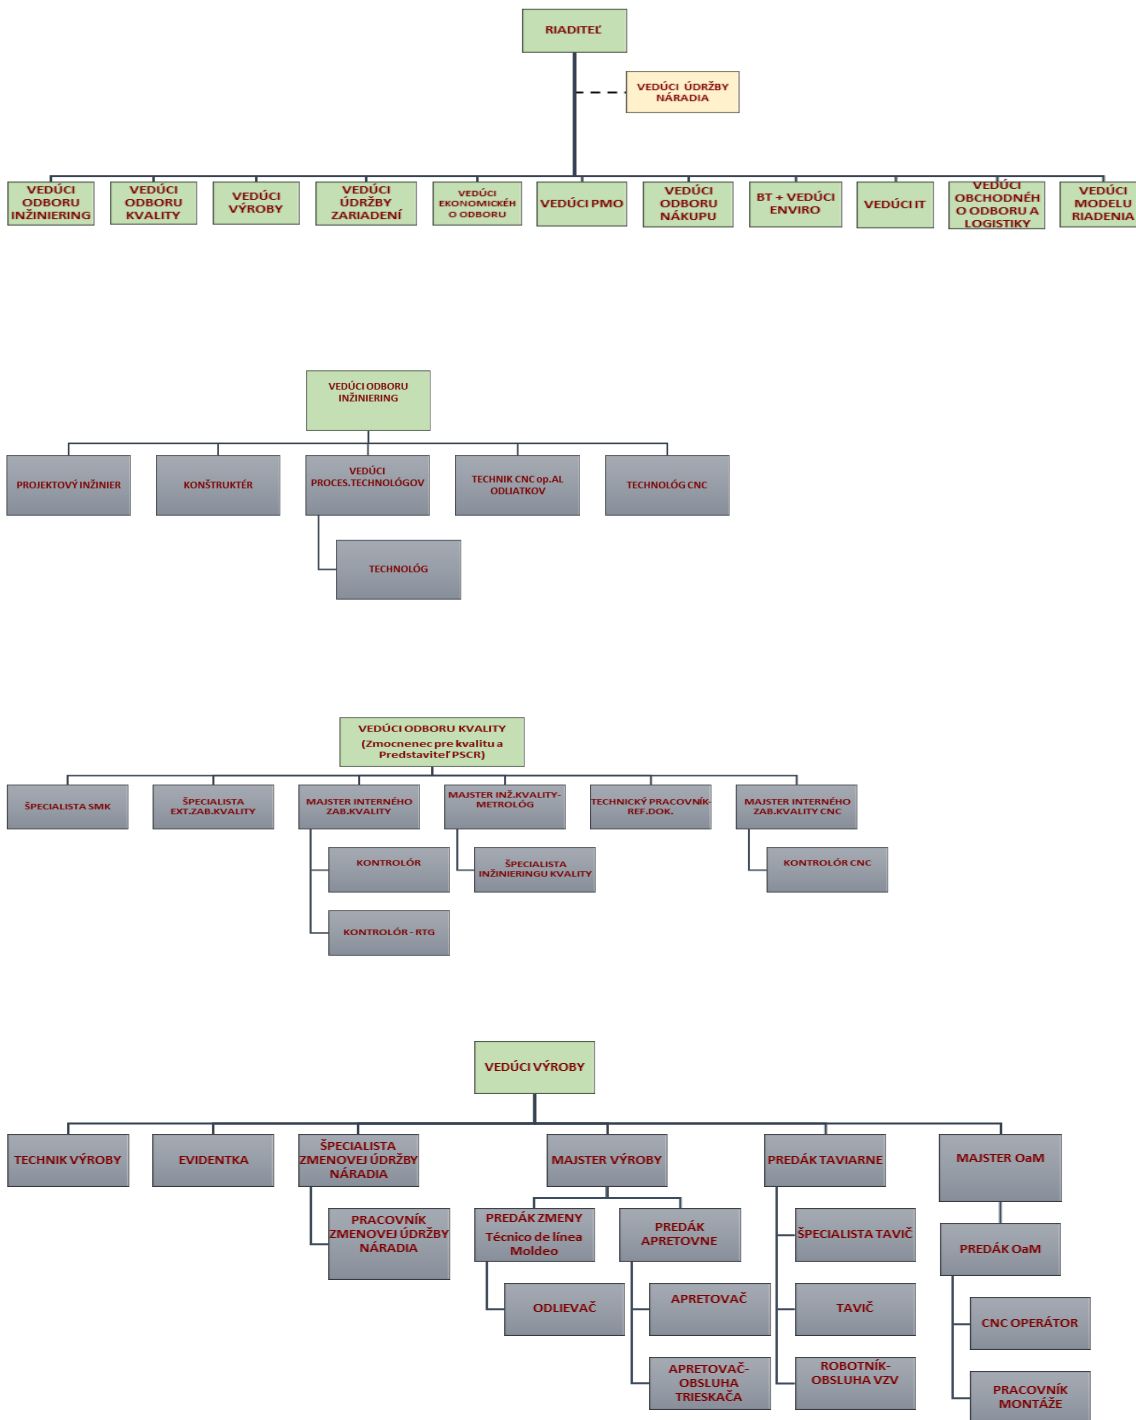 RIADITEĽ
VEDÚCI ÚDRŽBY
NÁRADIA
VEDÚCI
ODBORU
INŽINIERING
VEDÚCI
ODBORU
KVALITY
VEDÚCI
VÝROBY
VEDÚCI
ÚDRŽBY
ZARIADENÍ
VEDÚCI
EKONOMICKÉH
O ODBORU
VEDÚCI PMO
VEDÚCI
ODBORU
NÁKUPU
BT + VEDÚCI
ENVIRO
VEDÚCI IT
VEDÚCI
OBCHODNÉH
O ODBORU A
LOGISTIKY
VEDÚCI
MODELU
RIADENIA
VEDÚCI ODBORU
INŽINIERING
PROJEKTOVÝ INŽINIER
KONŠTRUKTÉR
VEDÚCI
PROCES.TECHNOLÓGOV
TECHNIK CNC op.AL
ODLIATKOV
TECHNOLÓG CNC
TECHNOLÓG
VEDÚCI ODBORU KVALITY
(Zmocnenec pre kvalitu a
Predstaviteľ PSCR)
ŠPECIALISTA SMK
ŠPECIALISTA
EXT.ZAB.KVALITY
MAJSTER INTERNÉHO
ZAB.KVALITY
MAJSTER INŽ.KVALITY-
METROLÓG
TECHNICKÝ PRACOVNÍK-
REF.DOK.
MAJSTER INTERNÉHO
ZAB.KVALITY CNC
KONTROLÓR
ŠPECIALISTA
INŽINIERINGU KVALITY
KONTROLÓR CNC
KONTROLÓR - RTG
VEDÚCI VÝROBY
TECHNIK VÝROBY
EVIDENTKA
ŠPECIALISTA
ZMENOVEJ ÚDRŽBY
NÁRADIA
MAJSTER VÝROBY
PREDÁK TAVIARNE
MAJSTER OaM
PRACOVNÍK
ZMENOVEJ ÚDRŽBY
NÁRADIA
PREDÁK ZMENY
Técnico de línea
Moldeo
PREDÁK
APRETOVNE
ŠPECIALISTA TAVIČ
PREDÁK OaM
ODLIEVAČ
APRETOVAČ
TAVIČ
CNC OPERÁTOR
APRETOVAČ-
OBSLUHA
TRIESKAČA
ROBOTNÍK-
OBSLUHA VZV
PRACOVNÍK
MONTÁŽE